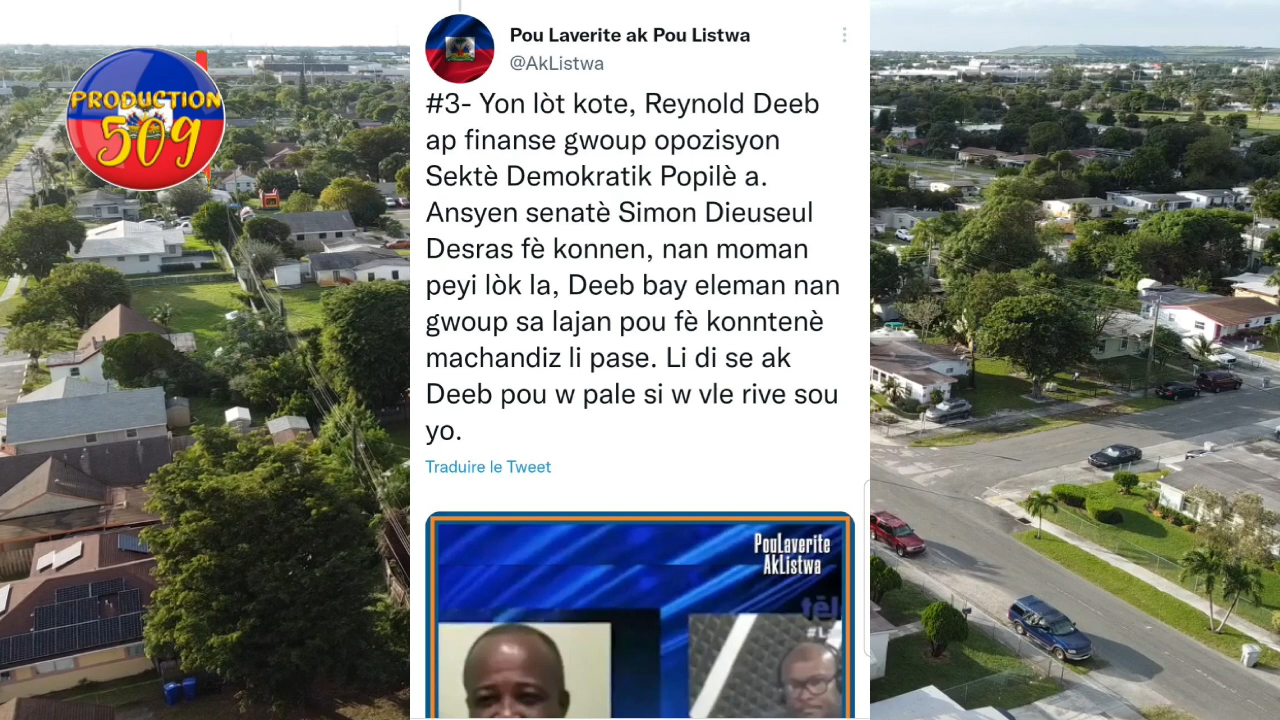 PRODUCTION
509
Pou Laverite ak Pou Listwa
@AkListwa
#3- Yon lòt kote, Reynold Deeb
ap finanse gwoup opozisyon
Sektè Demokratik Popilè a.
Ansyen senatè Simon Dieuseul
Desras fè konnen, nan moman
peyi lòk la, Deeb bay eleman nan
gwoup sa lajan pou fè konntenè
machandiz li pase. Li di se ak
Deeb pou w pale si w vle rive sou
yo.
Traduire le Tweet
PouLaverite
AkListwa
tél